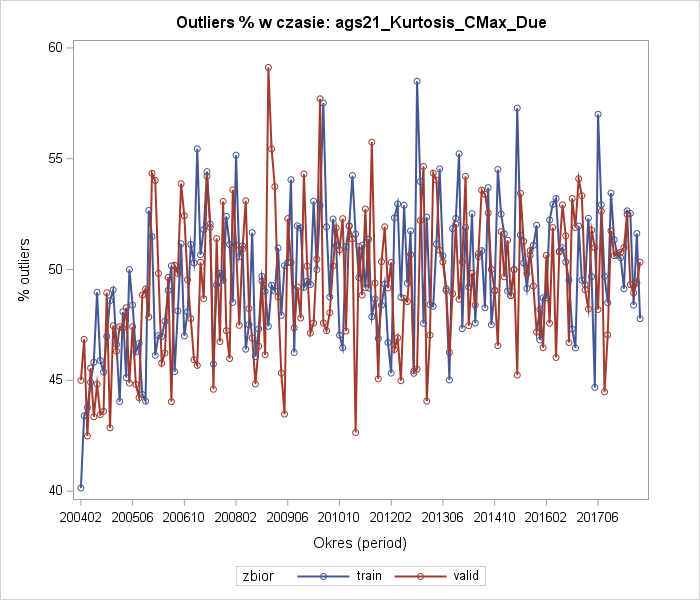 Outliers % w czasie: ags21_Kurtosis_CMax_Due
60
55
50
45
40
% outliers
200402 200506 200610 200802 200906 201010 201202 201306 201410 201602 201706
Okres (period)
zbior train valid